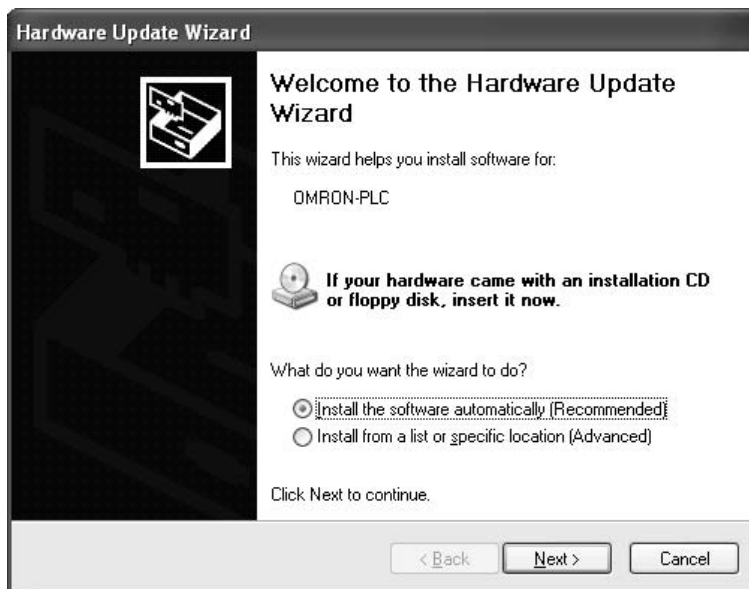 Hardware Update Wizard
Welcome to the Hardware Update
Wizard
This wizard helps you install software for:
OMRON-PLC
If your hardware came with an installation CD
or floppy disk, insert it now.
What do you want the wizard to do?
Install the software automatically (Recommended)
Install from a list or specific location (Advanced)
Click Next to continue.
< Back
Next >
Cancel